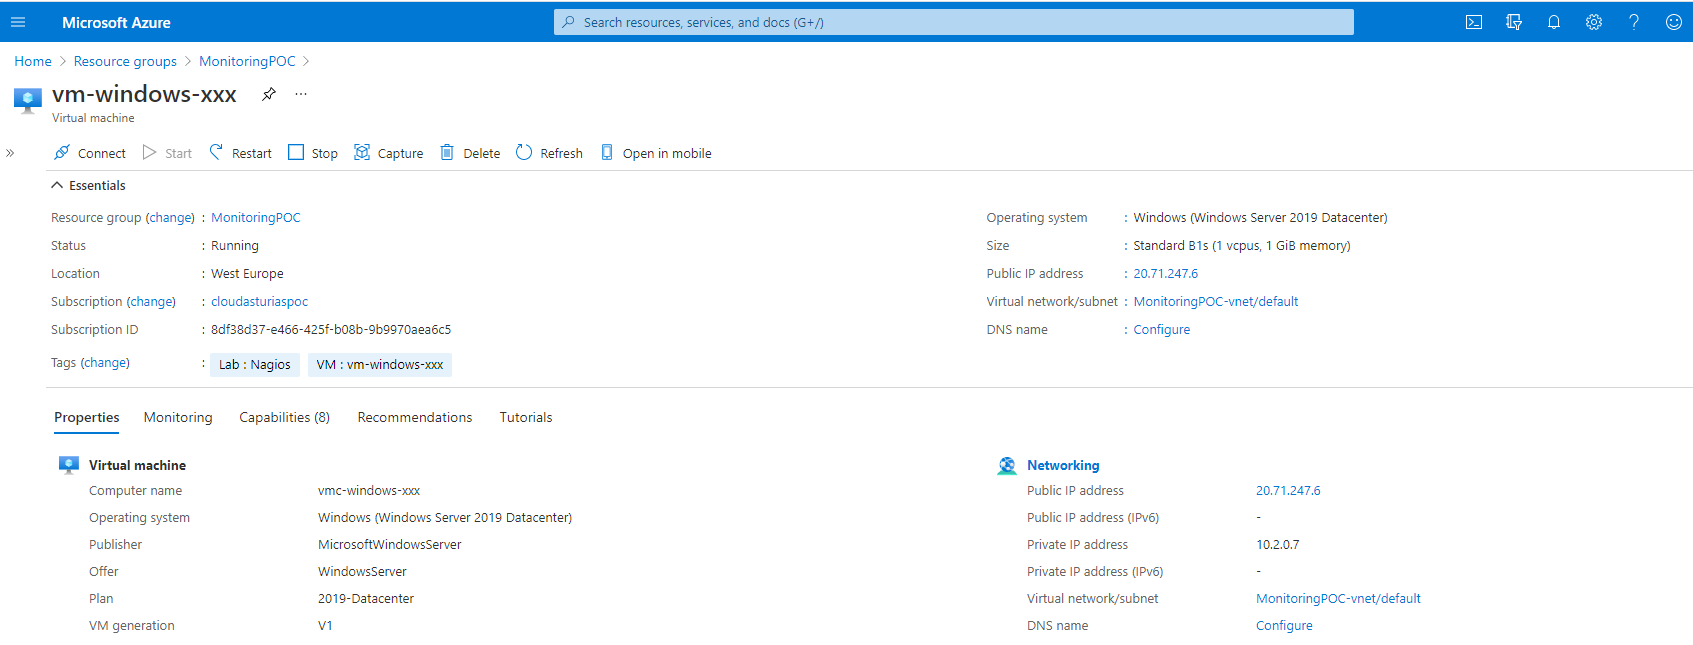 Microsoft Azure
Search resources, services, and docs (G+/)
Home > Resource groups > MonitoringPOC >
vm-windows-xxx
Virtual machine
Connect Start Restart Stop Capture Delete Refresh Open in mobile
Essentials
Resource group (change) : MonitoringPOC
Status : Running
Location : West Europe
Subscription (change) : cloudasturiaspoc
Subscription ID : 8df38d37-e466-425f-b08b-9b9970aea6c5
Tags (change) : Lab : Nagios VM : vm-windows-xxx
Operating system : Windows (Windows Server 2019 Datacenter)
Size : Standard B1s (1 vcpus, 1 GiB memory)
Public IP address : 20.71.247.6
Virtual network/subnet : MonitoringPOC-vnet/default
DNS name : Configure
Properties Monitoring Capabilities (8) Recommendations Tutorials
Virtual machine
Computer name vmc-windows-xxx
Operating system Windows (Windows Server 2019 Datacenter)
Publisher MicrosoftWindowsServer
Offer WindowsServer
Plan 2019-Datacenter
VM generation V1
Networking
Public IP address 20.71.247.6
Public IP address (IPv6) -
Private IP address 10.2.0.7
Private IP address (IPv6) -
Virtual network/subnet MonitoringPOC-vnet/default
DNS name Configure